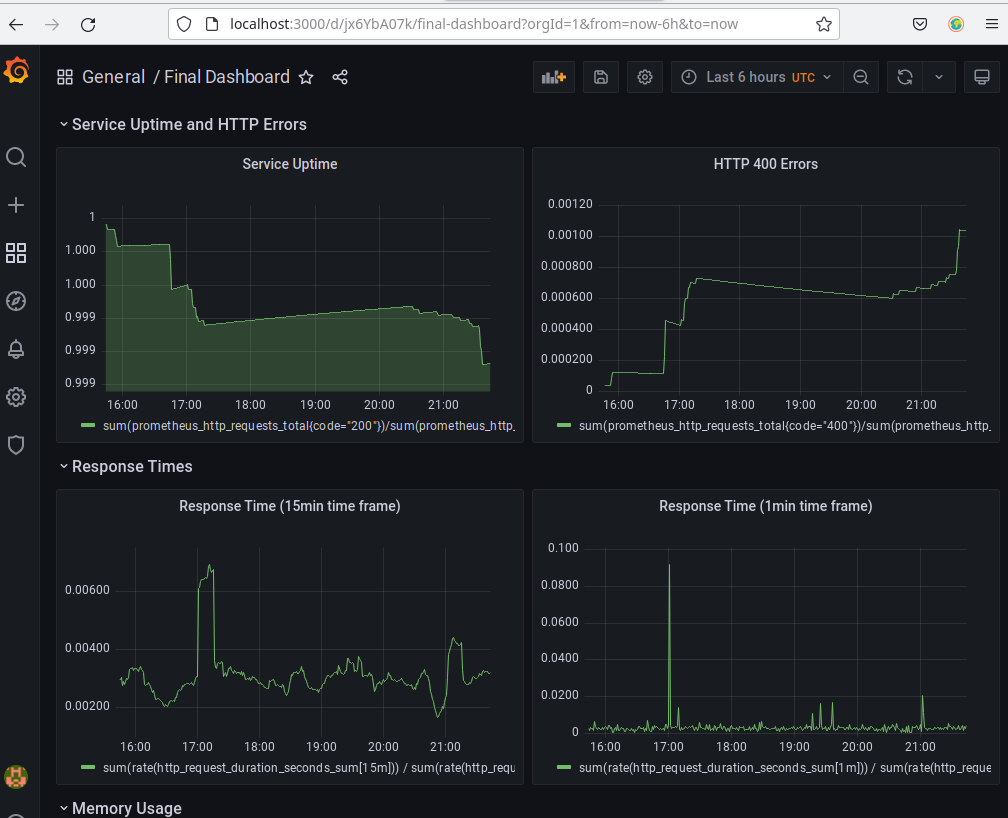 localhost:3000/d/jx6YbA07k/final-dashboard?orgId=1&from=now-6h&to=now
General / Final Dashboard
Last 6 hours UTC
Service Uptime and HTTP Errors
Service Uptime
1
1.000
1.000
0.999
0.999
0.999
16:00 17:00 18:00 19:00 20:00 21:00
sum(prometheus_http_requests_total{code="200"})/sum(prometheus_http_
HTTP 400 Errors
0.00120
0.00100
0.000800
0.000600
0.000400
0.000200
0
16:00 17:00 18:00 19:00 20:00 21:00
sum(prometheus_http_requests_total{code="400"})/sum(prometheus_http_
Response Times
Response Time (15min time frame)
0.00600
0.00400
0.00200
16:00 17:00 18:00 19:00 20:00 21:00
sum(rate(http_request_duration_seconds_sum[15m])) / sum(rate(http_requ
Response Time (1min time frame)
0.100
0.0800
0.0600
0.0400
0.0200
0
16:00 17:00 18:00 19:00 20:00 21:00
sum(rate(http_request_duration_seconds_sum[1m])) / sum(rate(http_reque
Memory Usage